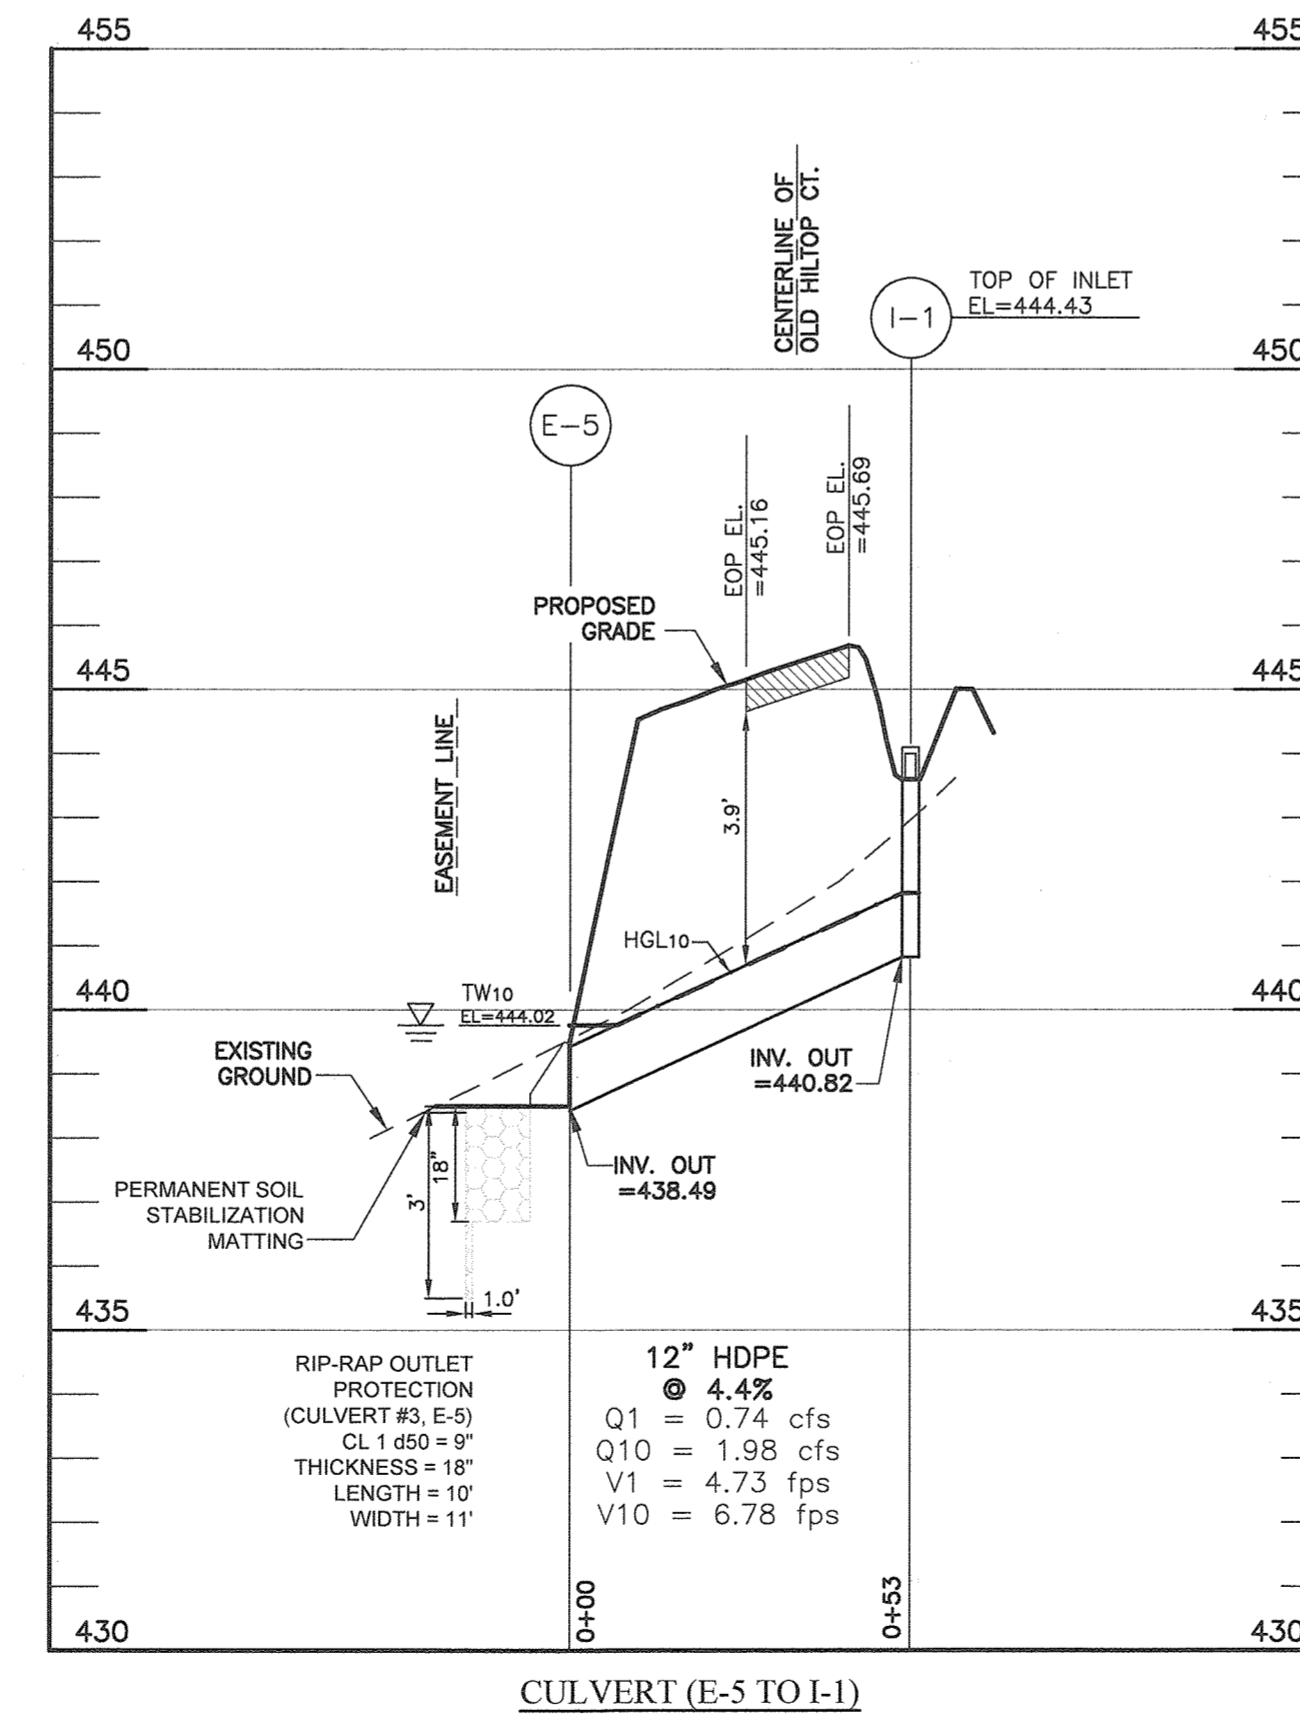 455
455
CENTERLINE OF
OLD HILTOP CT.
I-1
TOP OF INLET
EL=444.43
450
450
E-5
EOP EL.
=445.16
EOP EL.
=445.69
PROPOSED
GRADE
445
445
EASEMENT LINE
3.9'
HGL10
TW10
EL=444.02
440
440
EXISTING
GROUND
INV. OUT
=440.82
18"
3'
INV. OUT
=438.49
PERMANENT SOIL
STABILIZATION
MATTING
1.0'
435
435
RIP-RAP OUTLET
PROTECTION
(CULVERT #3, E-5)
CL 1 d50 = 9"
THICKNESS = 18"
LENGTH = 10'
WIDTH = 11'
12" HDPE
@ 4.4%
Q1 = 0.74 cfs
Q10 = 1.98 cfs
V1 = 4.73 fps
V10 = 6.78 fps
0+00
0+53
430
430
CULVERT (E-5 TO I-1)